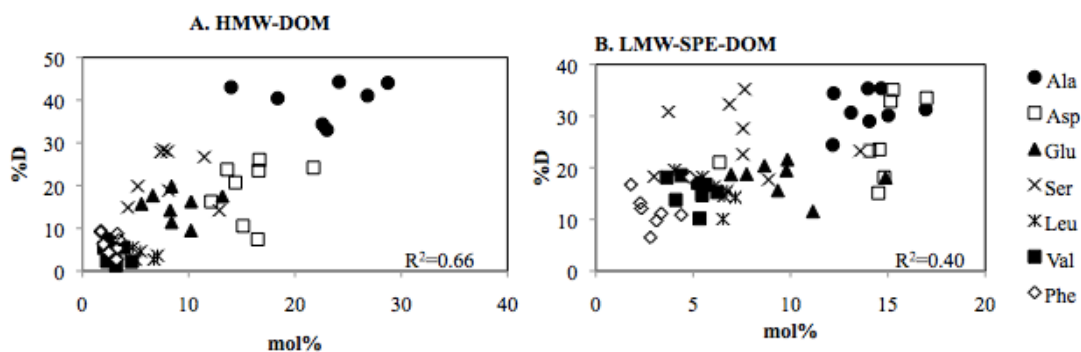 A. HMW-DOM
%D
50
40
30
20
10
0
0 10 20 30 40
mol%
R²=0.66
B. LMW-SPE-DOM
%D
40
30
20
10
0
0 5 10 15 20
mol%
R²=0.40
Ala
Asp
Glu
Ser
Leu
Val
Phe